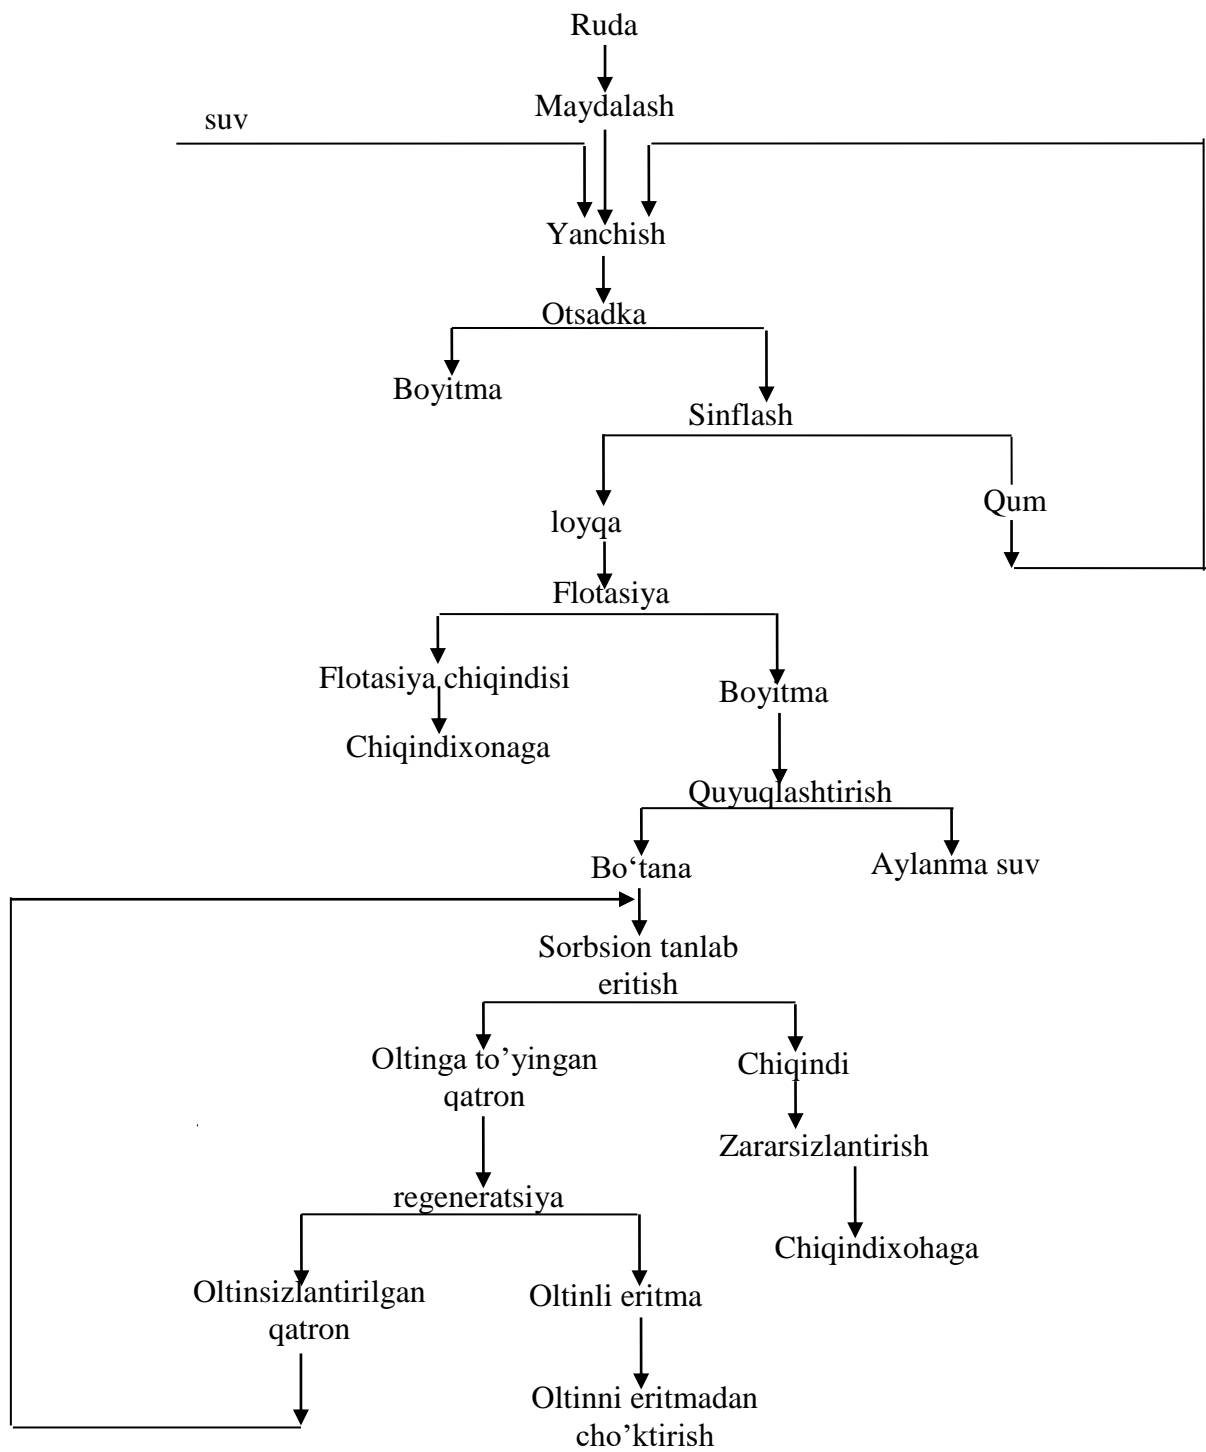 Ruda
Maydalash
suv
Yanchish
Otsadka
Boyitma
Sinflash
loyqa
Qum
Flotasiya
Flotasiya chiqindisi
Boyitma
Chiqindixonaga
Quyuqlashtirish
Bo‘tana
Aylanma suv
Sorbsion tanlab
eritish
Oltinga to’yingan
qatron
Chiqindi
Zararsizlantirish
regeneratsiya
Chiqindixohaga
Oltinsizlantirilgan
qatron
Oltinli eritma
Oltinni eritmadan
cho’ktirish